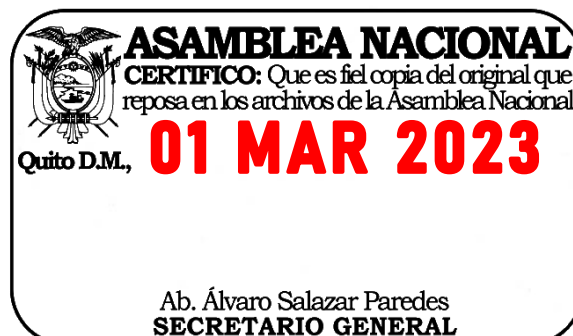 ASAMBLEA NACIONAL
CERTIFICO: Que es fiel copia del original que
reposa en los archivos de la Asamblea Nacional
Quito D.M., 01 MAR 2023
Ab. Álvaro Salazar Paredes
SECRETARIO GENERAL